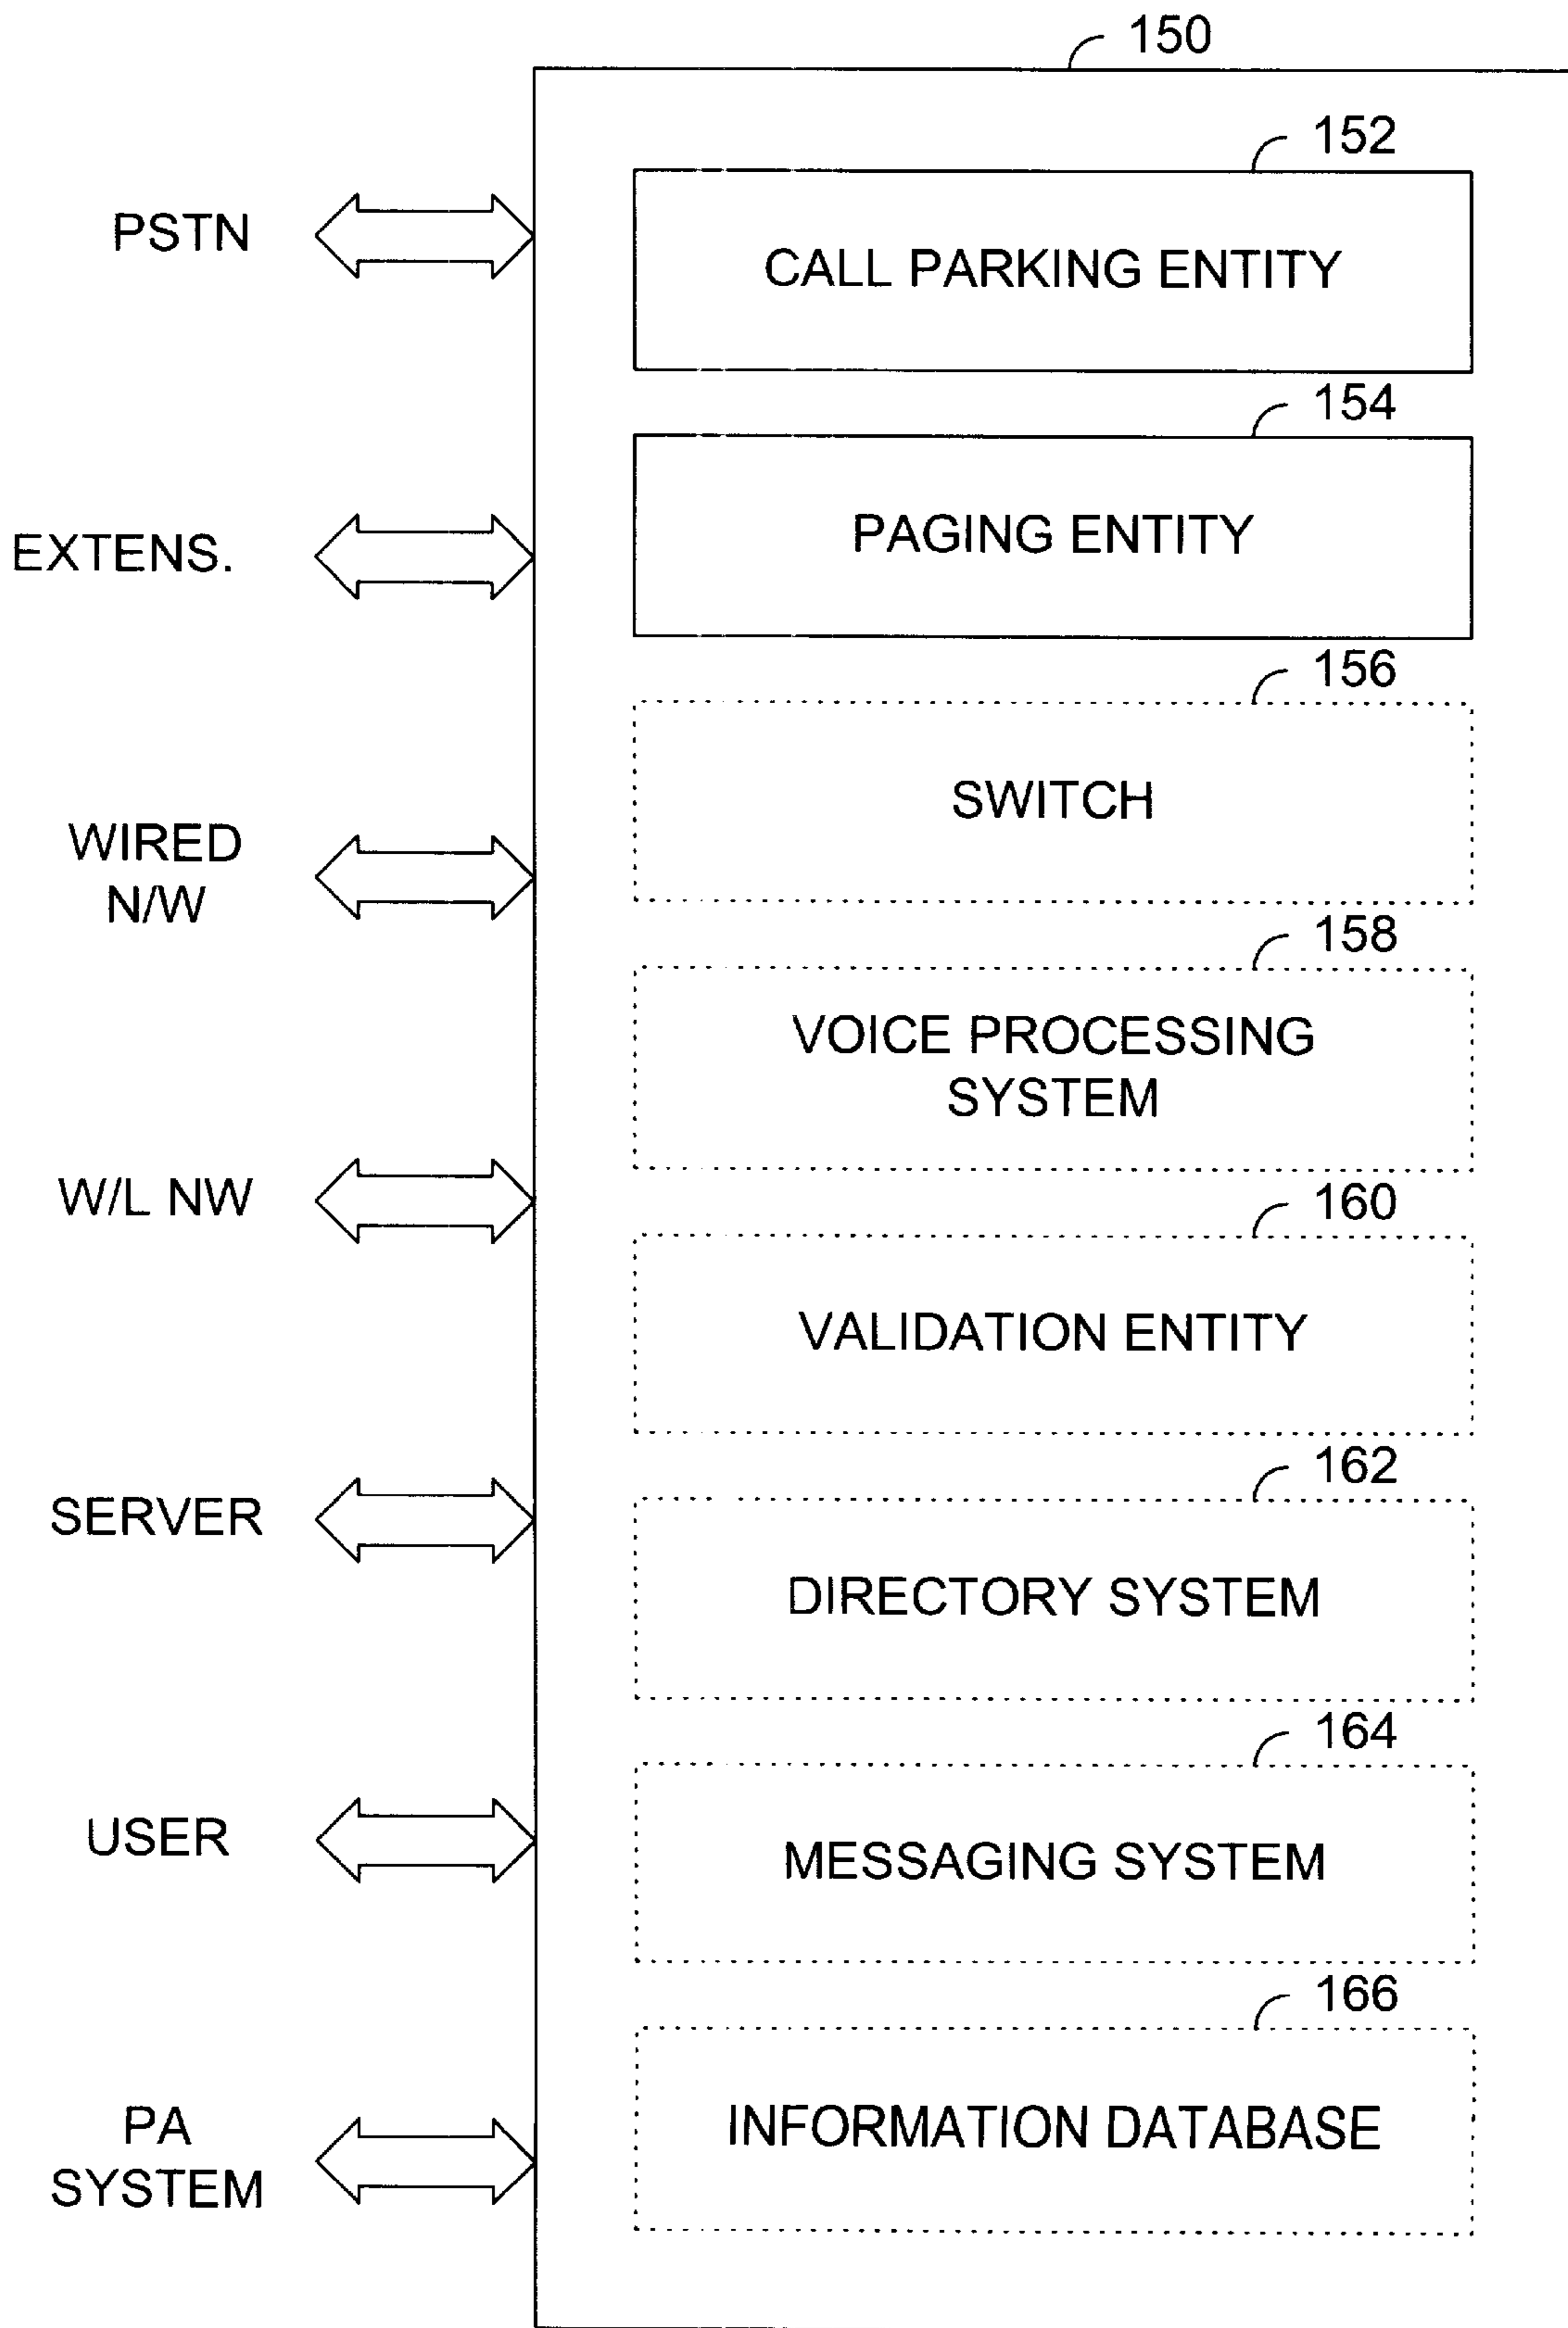 150
152
PSTN
CALL PARKING ENTITY
154
EXTENS.
PAGING ENTITY
156
WIRED
N/W
SWITCH
158
VOICE PROCESSING
SYSTEM
W/L NW
160
VALIDATION ENTITY
162
SERVER
DIRECTORY SYSTEM
164
USER
MESSAGING SYSTEM
166
PA
SYSTEM
INFORMATION DATABASE